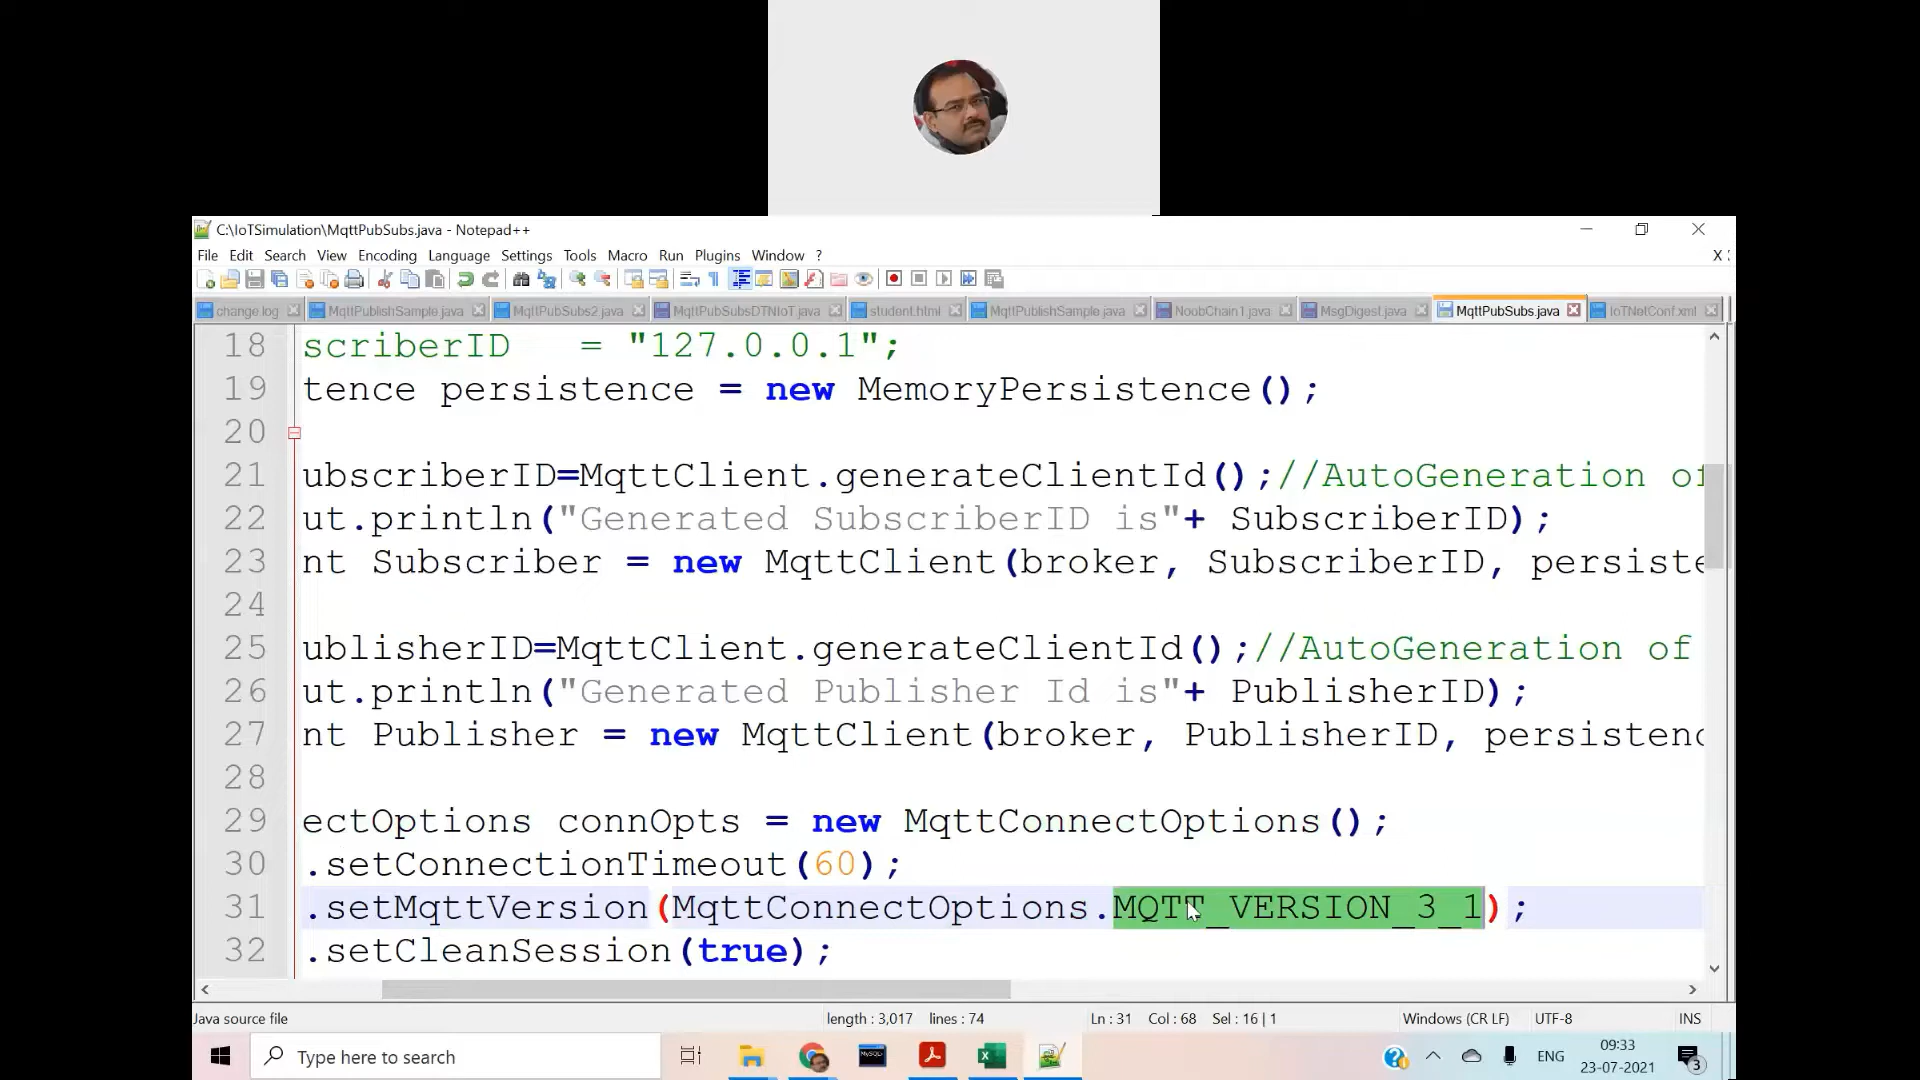 C:\IoTSimulation\MqttPubSubs.java - Notepad++
File Edit Search View Encoding Language Settings Tools Macro Run Plugins Window ? X
change.log MqttPublishSample.java MqttPubSubs2.java MqttPubSubsDTNIoT.java student.html MqttPublishSample.java NoobChain1.java MsgDigest.java MqttPubSubs.java IoTNetConf.xml
18 scriberID = "127.0.0.1";
19 tence persistence = new MemoryPersistence();
20
21 ubscriberID=MqttClient.generateClientId();//AutoGeneration of
22 ut.println("Generated SubscriberID is"+ SubscriberID);
23 nt Subscriber = new MqttClient(broker, SubscriberID, persiste
24
25 ublisherID=MqttClient.generateClientId();//AutoGeneration of
26 ut.println("Generated Publisher Id is"+ PublisherID);
27 nt Publisher = new MqttClient(broker, PublisherID, persistenc
28
29 ectOptions connOpts = new MqttConnectOptions();
30 .setConnectionTimeout(60);
31 .setMqttVersion(MqttConnectOptions.MQTT_VERSION_3_1);
32 .setCleanSession(true);
Java source file length : 3,017 lines : 74 Ln : 31 Col : 68 Sel : 16 | 1 Windows (CR LF) UTF-8 INS
Type here to search MySQL ENG 09:33
23-07-2021 3